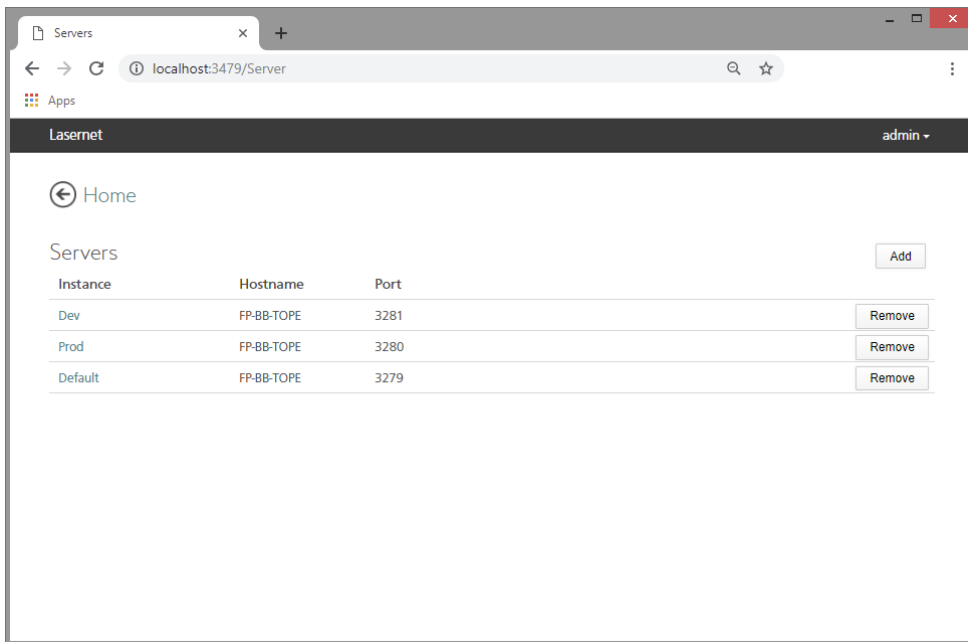 Servers
localhost:3479/Server
Apps
Lasernet admin
Home
Servers Add
Instance Hostname Port
Dev FP-BB-TOPE 3281 Remove
Prod FP-BB-TOPE 3280 Remove
Default FP-BB-TOPE 3279 Remove